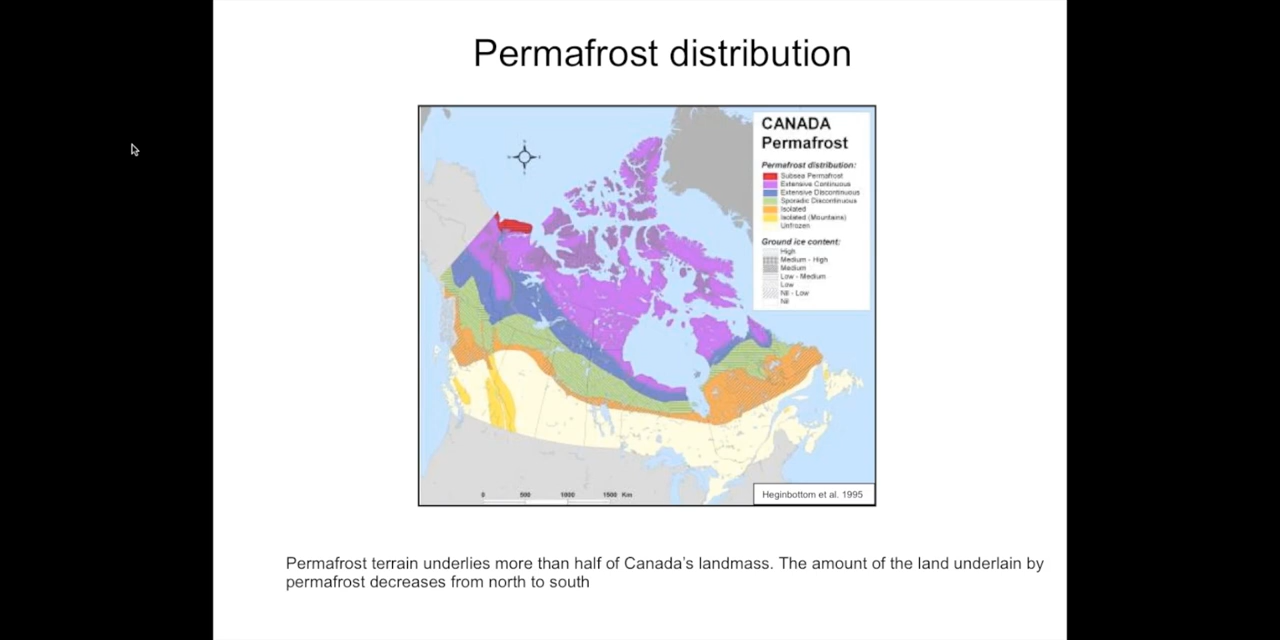 Permafrost distribution
CANADA
Permafrost
Permafrost distribution:
Subsea Permafrost
Extensive Continuous
Extensive Discontinuous
Sporadic Discontinuous
Isolated
Isolated (Mountains)
Unfrozen
Ground ice content:
High
Medium - High
Medium
Low - Medium
Low
Nil - Low
Nil
0 500 1000 1500 Km
Heginbottom et al. 1995
Permafrost terrain underlies more than half of Canada's landmass. The amount of the land underlain by
permafrost decreases from north to south